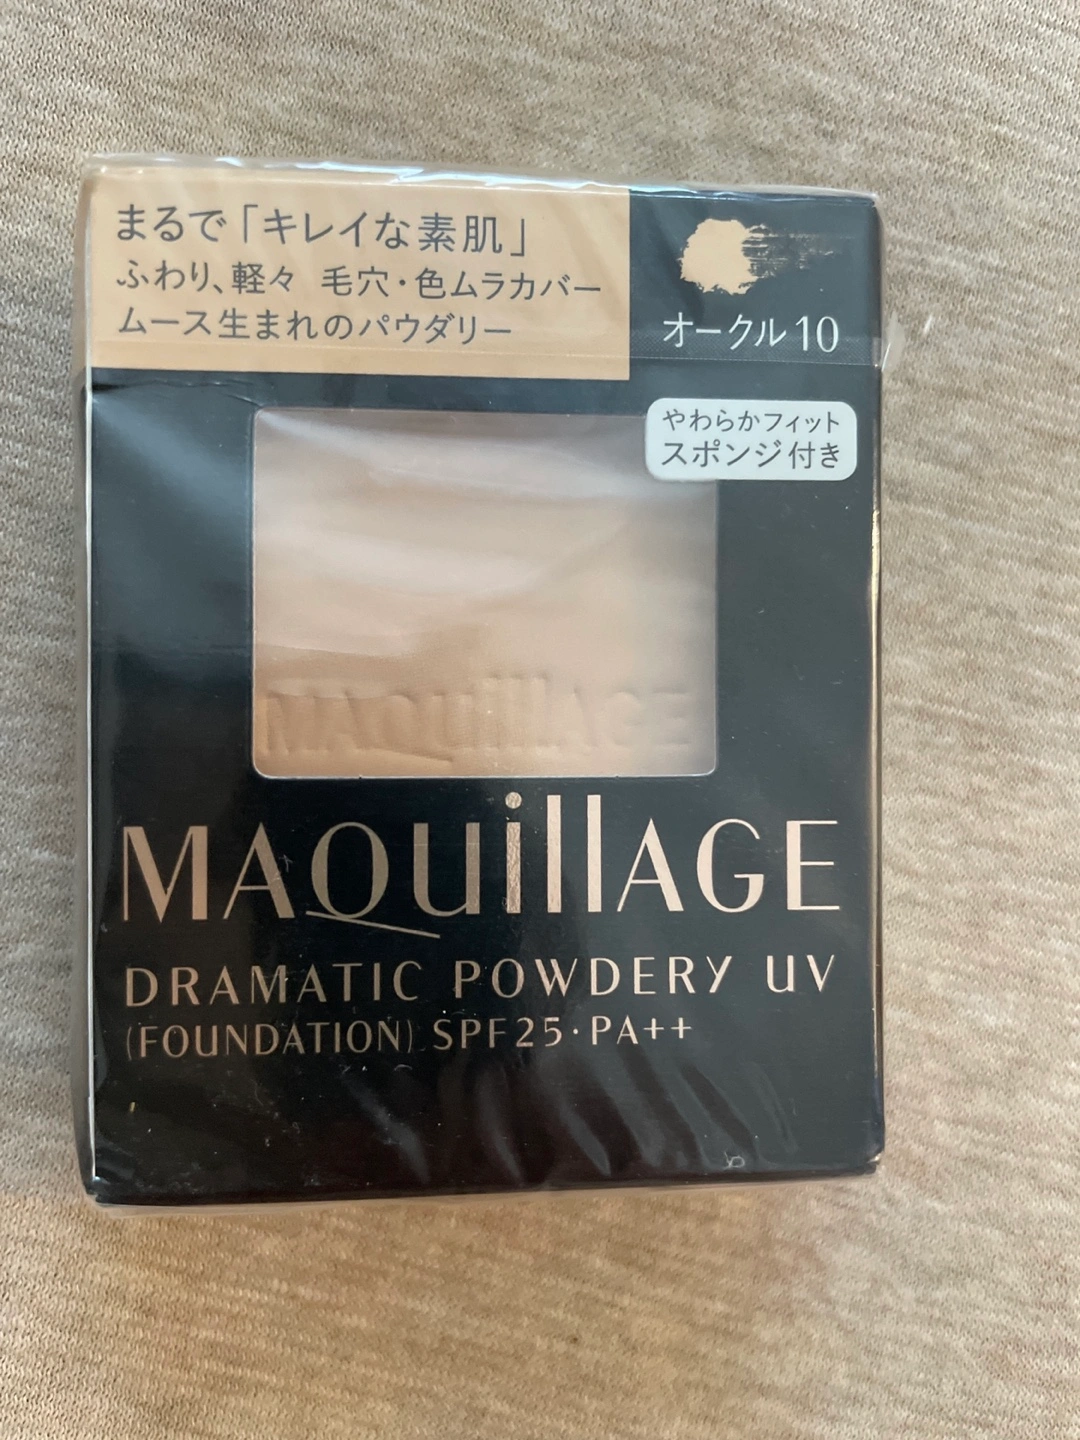 まるで「キレイな素肌」
ふわり、軽々 毛穴・色ムラカバー
ムース生まれのパウダリー
オークル10
やわらかフィット
スポンジ付き
MAQuillAGE
MAQuillAGE
DRAMATIC POWDERY UV
(FOUNDATION) SPF25・PA++